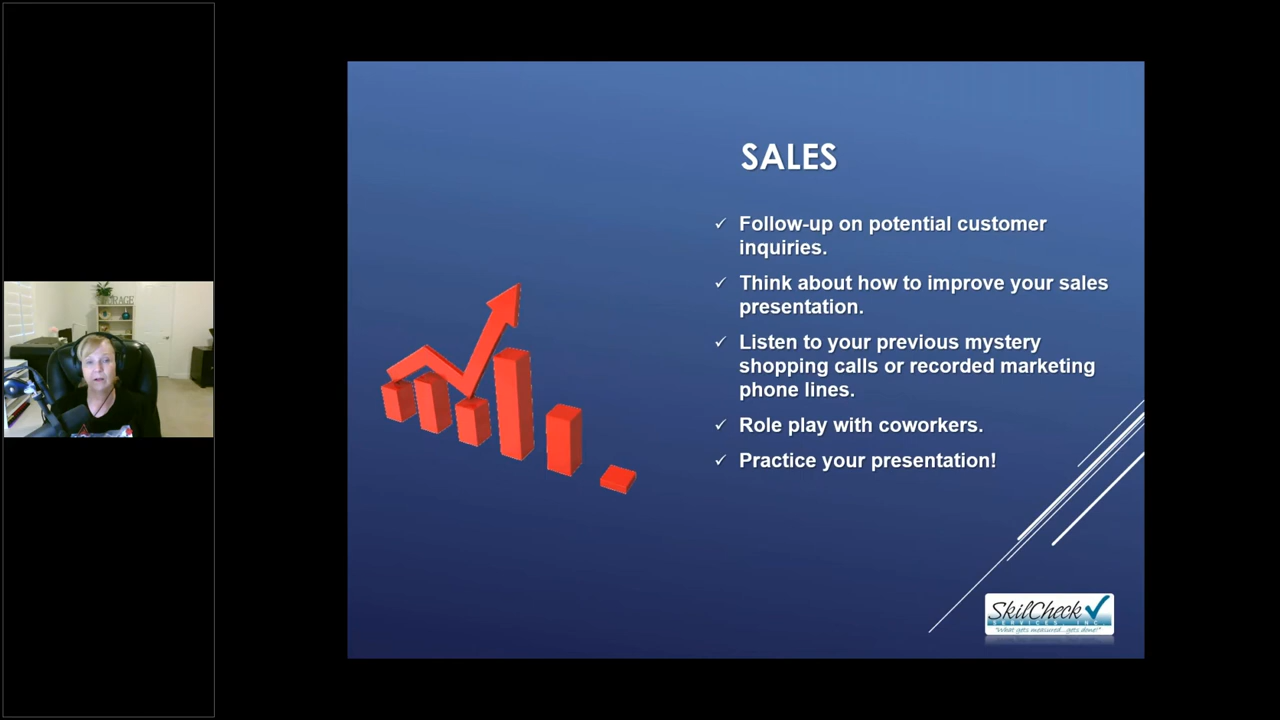 SALES
✓ Follow-up on potential customer
inquiries.
✓ Think about how to improve your sales
presentation.
✓ Listen to your previous mystery
shopping calls or recorded marketing
phone lines.
✓ Role play with coworkers.
✓ Practice your presentation!
SkilCheck
SERVICES, INC.
"What gets measured...gets done!"